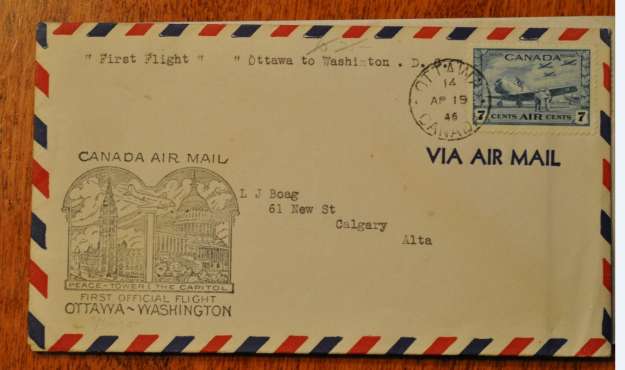 " First Flight " " Ottawa to Washinton . D.
OTTAWA
14
AP 19
46
CANADA
CANADA
7 CENTS AIR CENTS 7
VIA AIR MAIL
CANADA AIR MAIL
L J Boag
61 New St
Calgary
Alta
PEACE-TOWER THE CAPITOL
FIRST OFFICIAL FLIGHT
OTTAWA~WASHINGTON